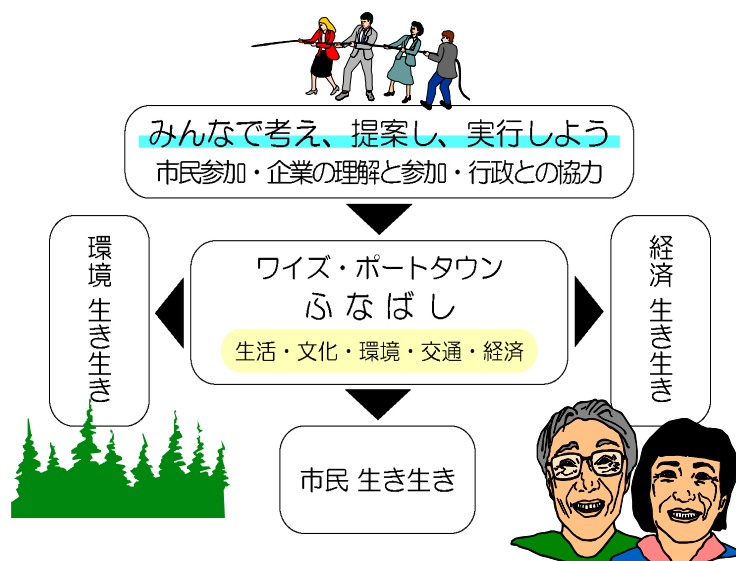 みんなで考え、提案し、実行しよう
市民参加・企業の理解と参加・行政との協力
環境 生き生き
ワイズ・ポートタウン
ふなばし
生活・文化・環境・交通・経済
経済 生き生き
市民 生き生き